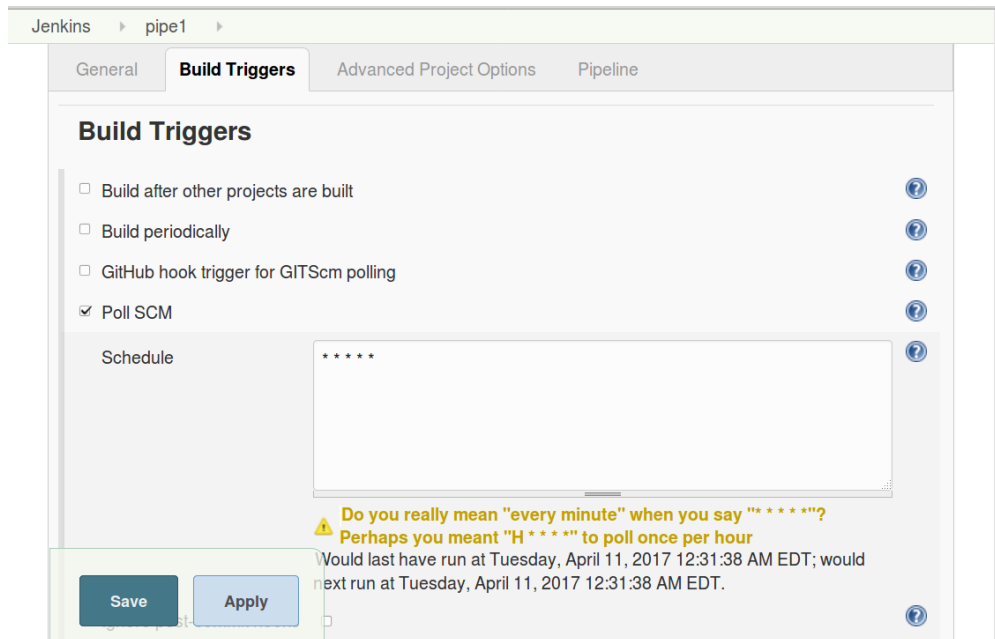 Jenkins pipe1
General Build Triggers Advanced Project Options Pipeline
Build Triggers
Build after other projects are built
Build periodically
GitHub hook trigger for GITScm polling
Poll SCM
Schedule
* * * * *
Do you really mean "every minute" when you say "* * * * *"?
Perhaps you meant "H * * * *" to poll once per hour
Would last have run at Tuesday, April 11, 2017 12:31:38 AM EDT; would
next run at Tuesday, April 11, 2017 12:31:38 AM EDT.
Save Apply